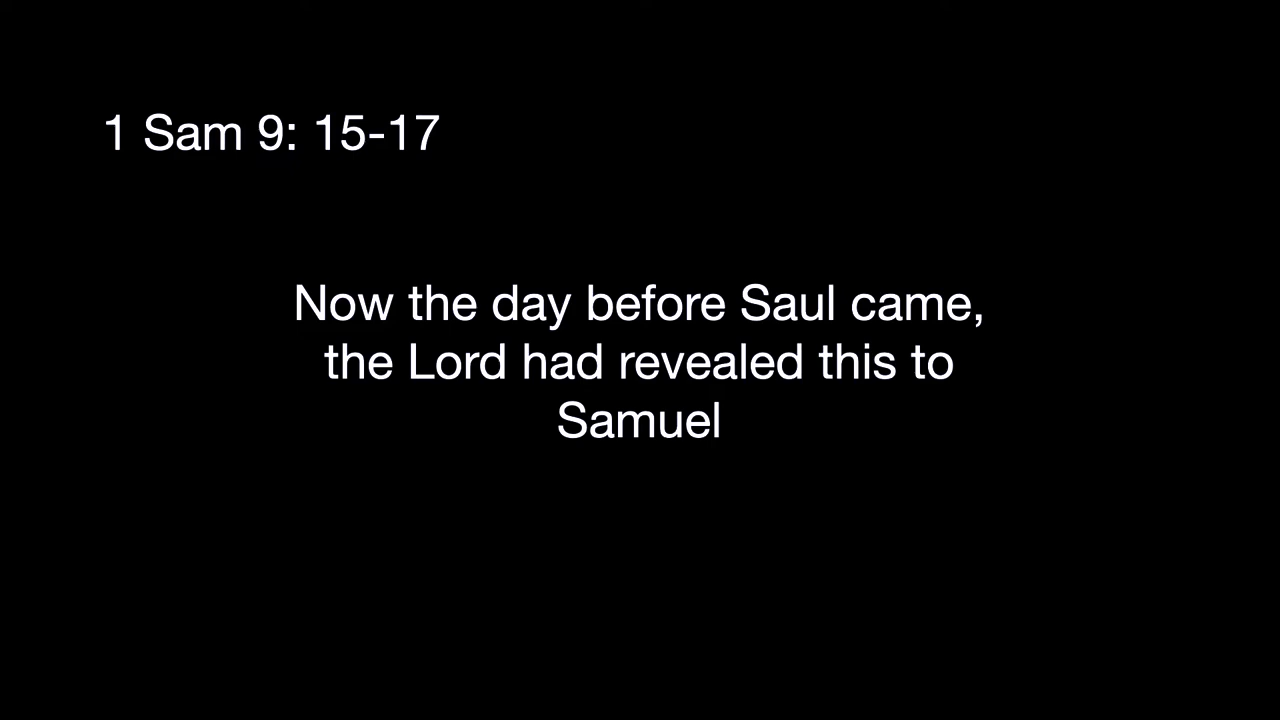 1 Sam 9: 15-17
Now the day before Saul came,
the Lord had revealed this to
Samuel